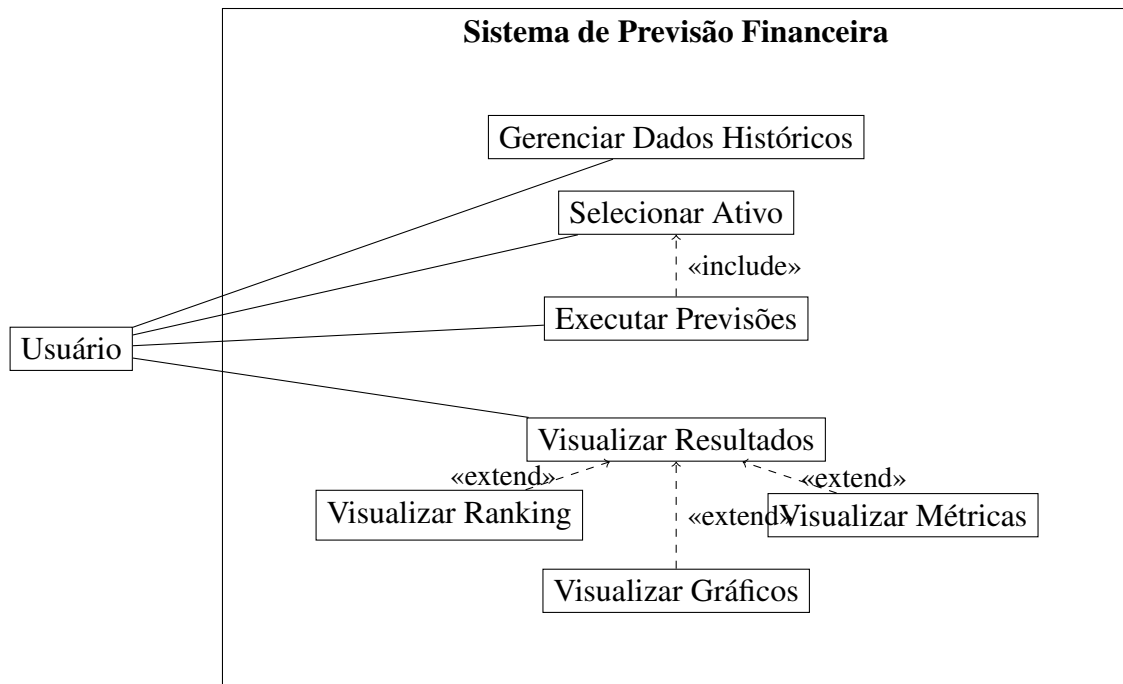 Sistema de Previsão Financeira
Gerenciar Dados Históricos
Selecionar Ativo
«include»
Executar Previsões
Usuário
Visualizar Resultados
«extend»
«extend»
Visualizar Ranking
«extend»
Visualizar Métricas
Visualizar Gráficos